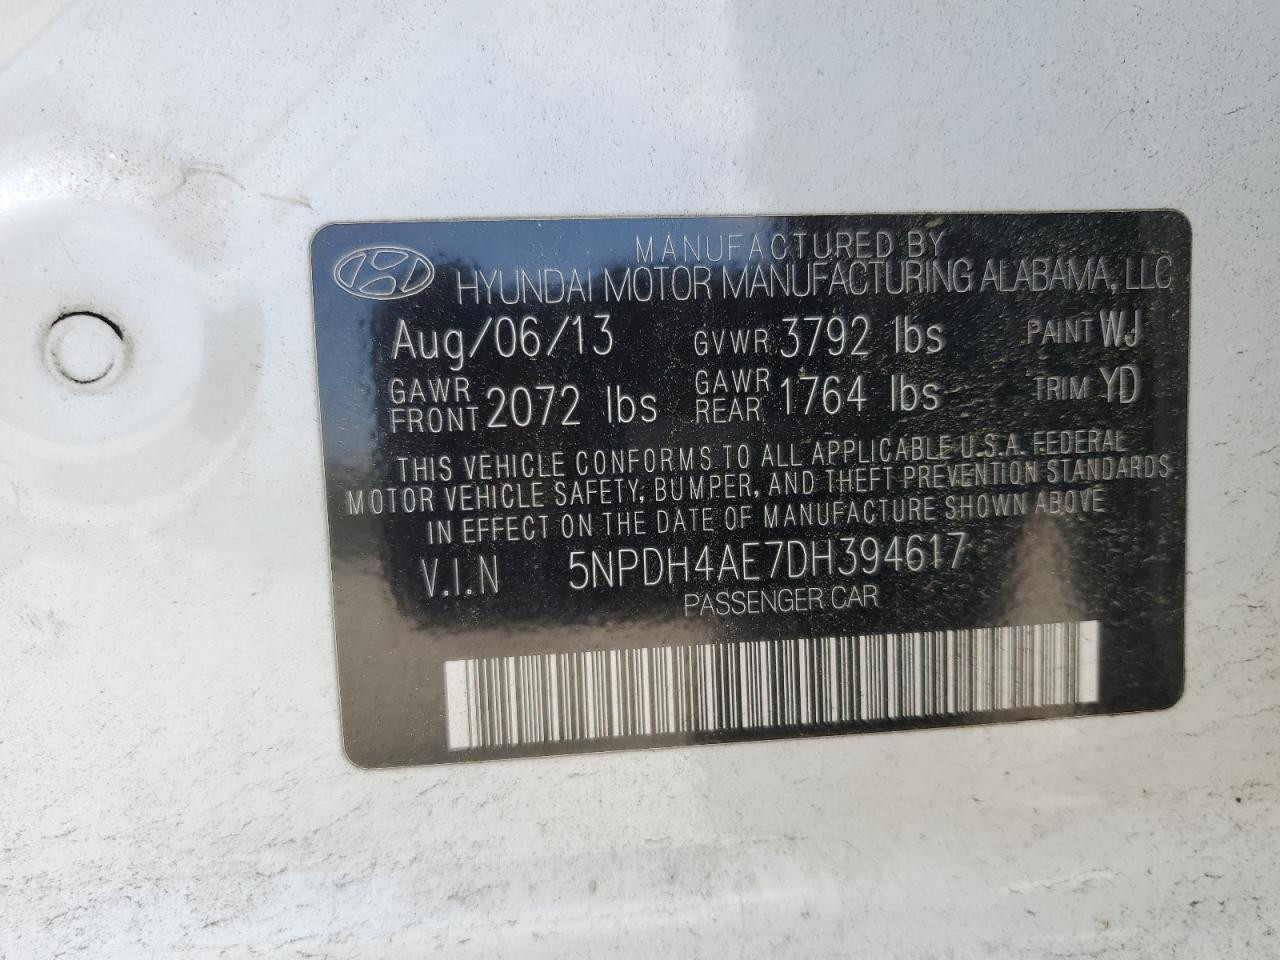 MANUFACTURED BY
HYUNDAI MOTOR MANUFACTURING ALABAMA, LLC
Aug/06/13 GVWR 3792 lbs PAINT WJ
GAWR FRONT 2072 lbs GAWR REAR 1764 lbs TRIM YD
THIS VEHICLE CONFORMS TO ALL APPLICABLE U.S.A. FEDERAL
MOTOR VEHICLE SAFETY, BUMPER, AND THEFT PREVENTION STANDARDS
IN EFFECT ON THE DATE OF MANUFACTURE SHOWN ABOVE
V.I.N 5NPDH4AE7DH394617
PASSENGER CAR